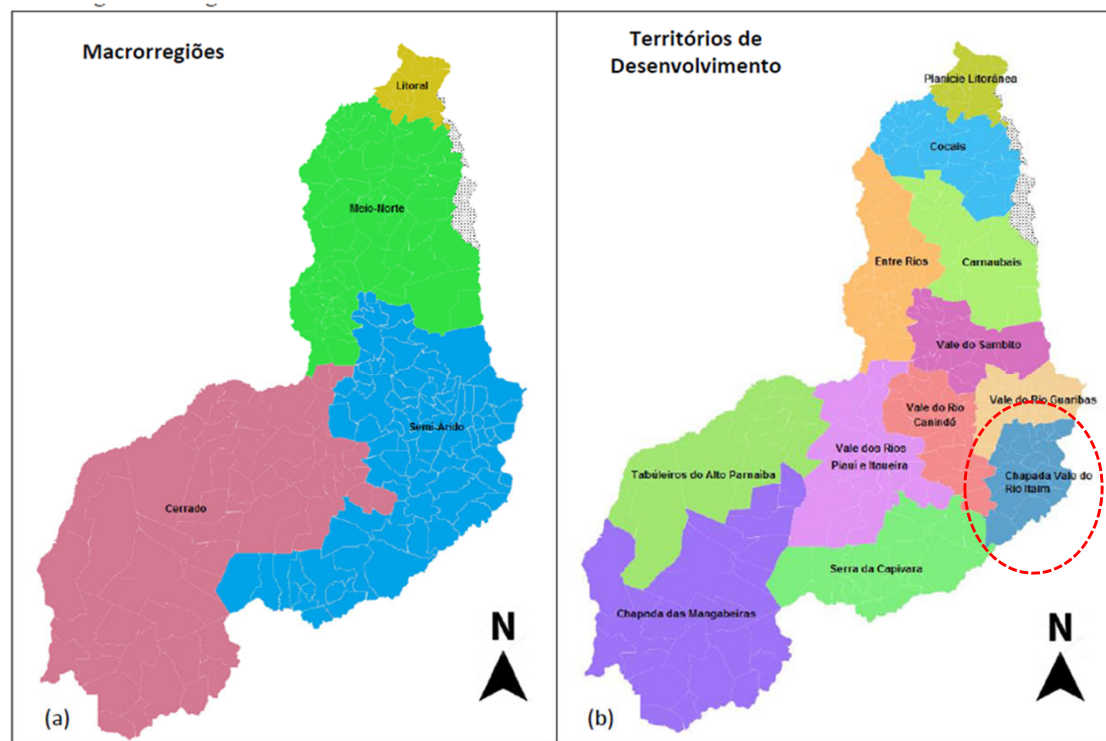 Macrorregiões
Litoral
Meio-Norte
Semi-Árido
Cerrado
N
(a)
Territórios de
Desenvolvimento
Planície Litorânea
Cocais
Entre Rios
Carnaubais
Vale do Sambito
Vale do Rio Guaribas
Vale do Rio
Canindé
Vale dos Rios
Piauí e Itaueira
Chapada Vale do
Rio Itaim
Tabuleiros do Alto Parnaíba
Serra da Capivara
Chapada das Mangabeiras
N
(b)